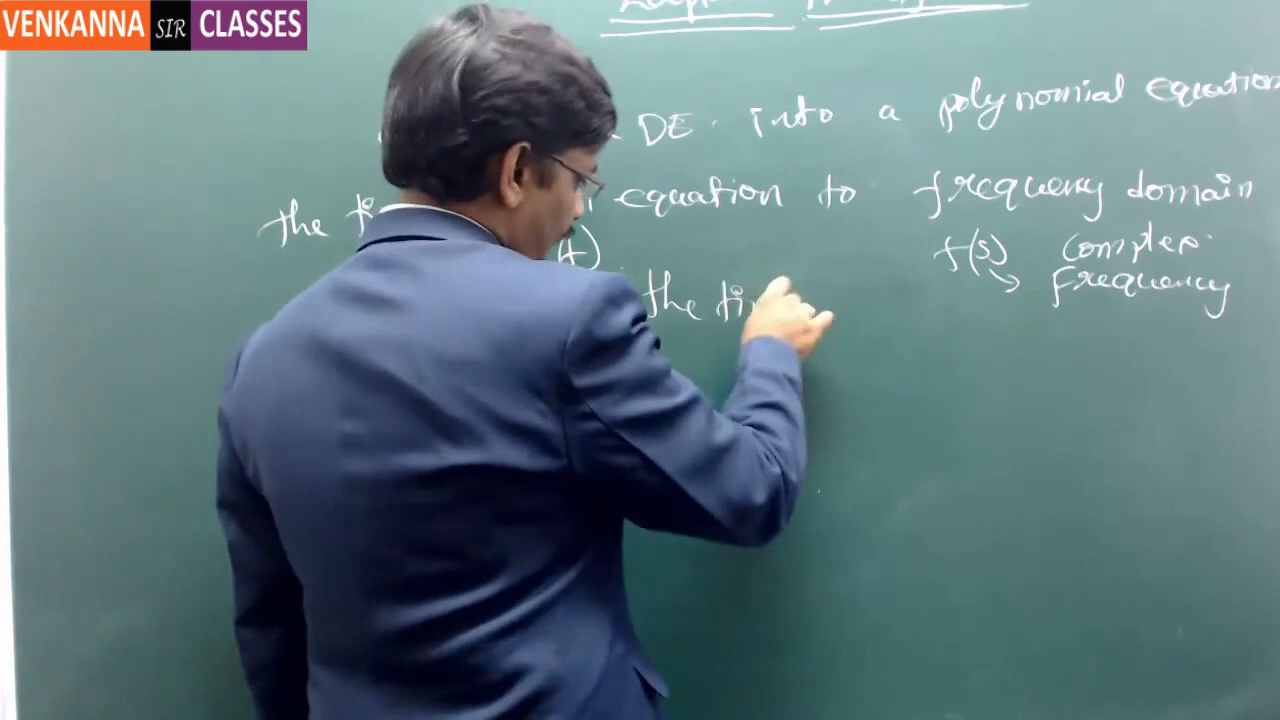 VENKANNA SIR CLASSES
DE. into a polynomial equation
the equation to frequency domain
(t) f(s) complex
the frequency